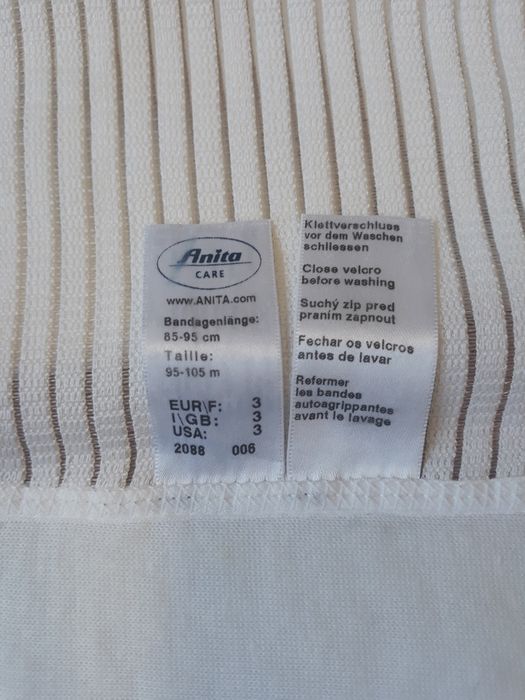 Anita
CARE
www.ANITA.com
Bandagenlänge:
85-95 cm
Taille:
95-105 m
EUR\F: 3
I\GB: 3
USA: 3
2088 006
Klettverschluss
vor dem Waschen
schliessen
Close velcro
before washing
Suchý zip pred
praním zapnout
Fechar os velcros
antes de lavar
Refermer
les bandes
autoagrippantes
avant le lavage